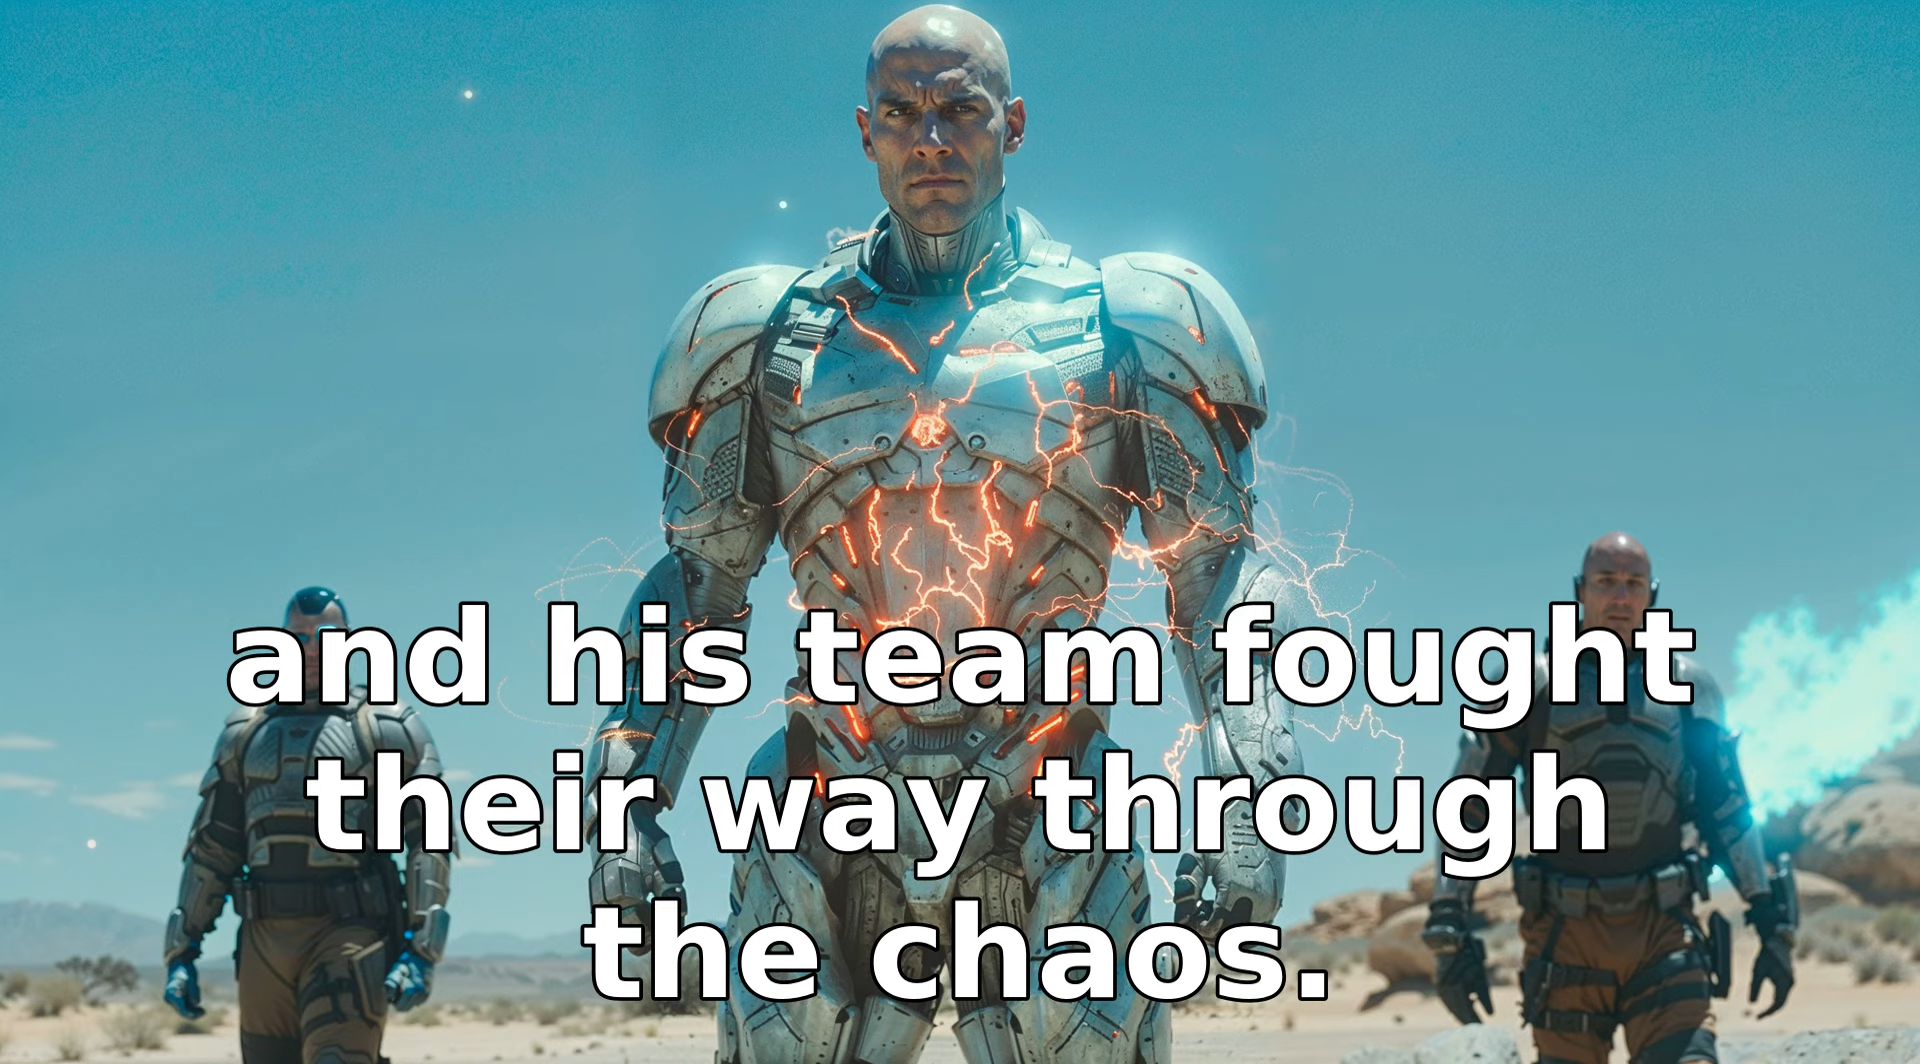 and his team fought
their way through
the chaos.